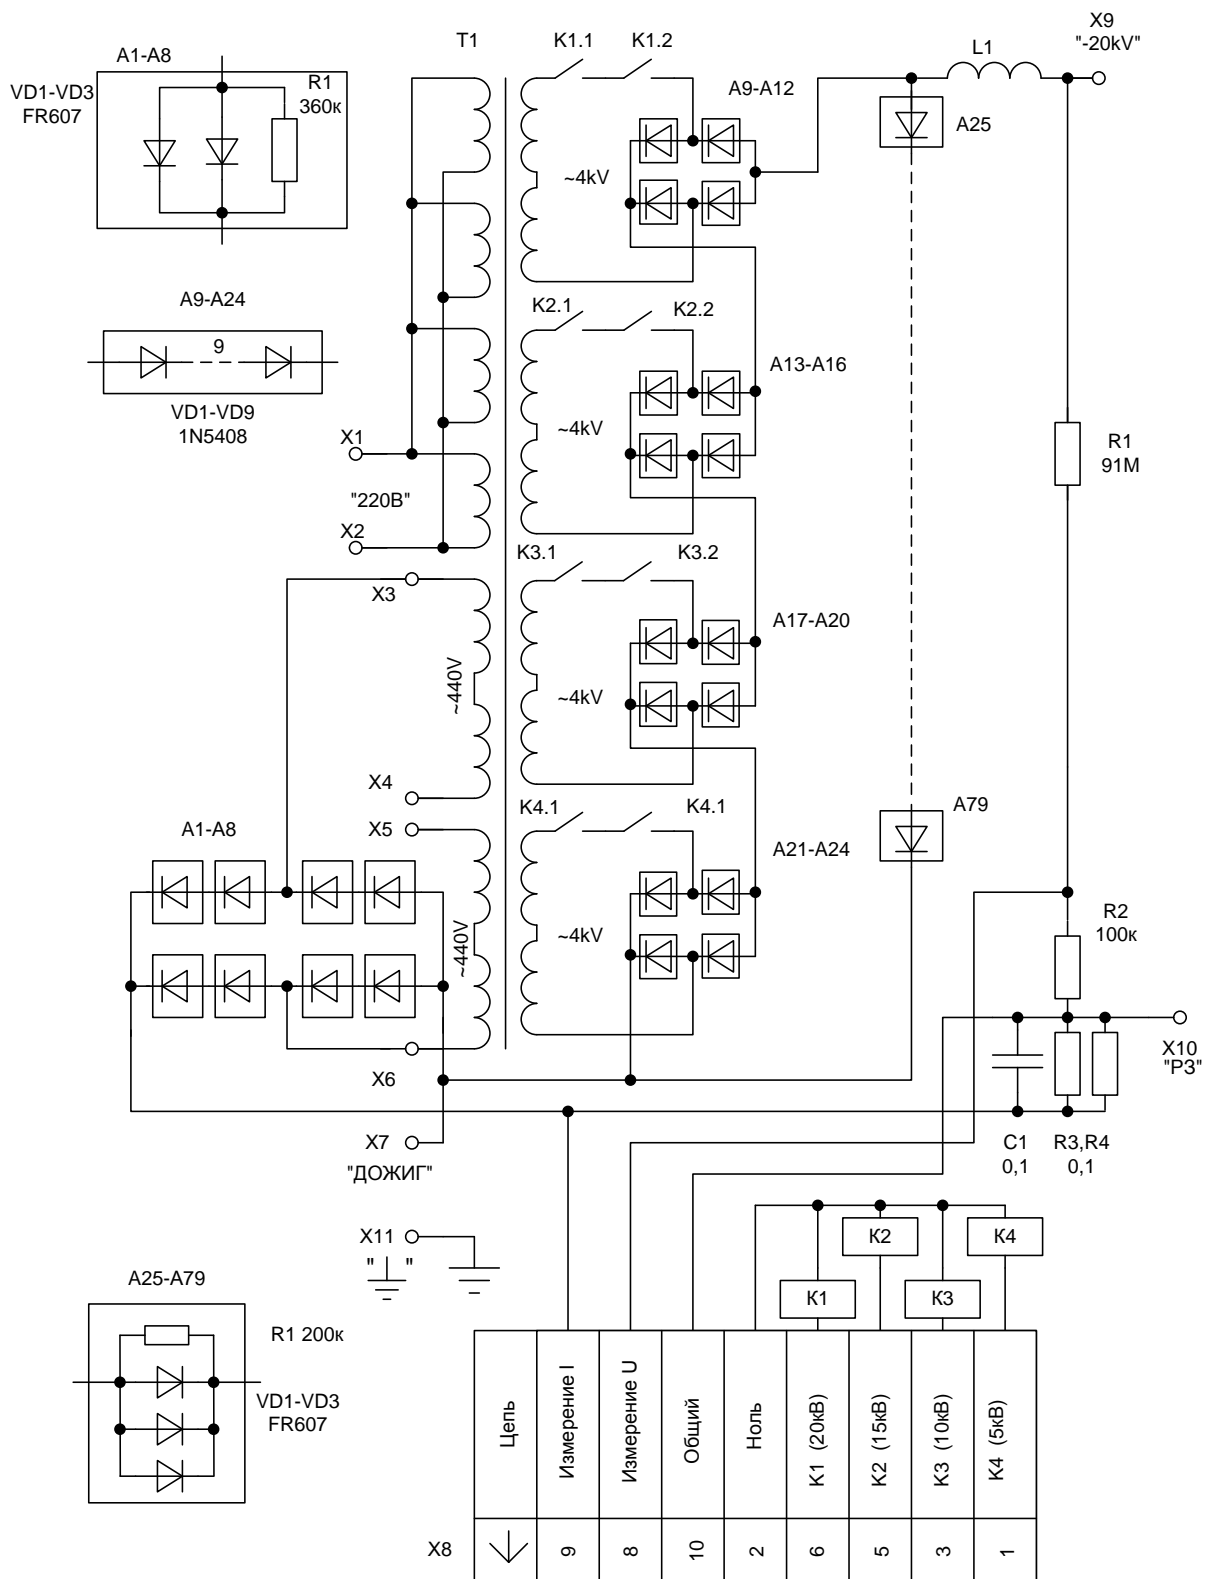 A1-A8
VD1-VD3
FR607
R1
360к
A9-A24
9
VD1-VD9
1N5408
T1
K1.1
K1.2
A9-A12
~4kV
X9
"-20kV"
L1
A25
K2.1
K2.2
A13-A16
~4kV
X1
"220В"
X2
R1
91M
K3.1
K3.2
A17-A20
~4kV
X3
~440V
X4
A79
K4.1
K4.1
A21-A24
~4kV
A1-A8
X5
~440V
X6
R2
100к
X10
"РЗ"
X7
"ДОЖИГ"
C1
0,1
R3,R4
0,1
X11
" "
K2
K4
K1
K3
A25-A79
R1 200к
VD1-VD3
FR607
Цепь
Измерение I
Измерение U
Общий
Ноль
K1 (20кВ)
K2 (15кВ)
K3 (10кВ)
K4 (5кВ)
X8
9
8
10
2
6
5
3
1